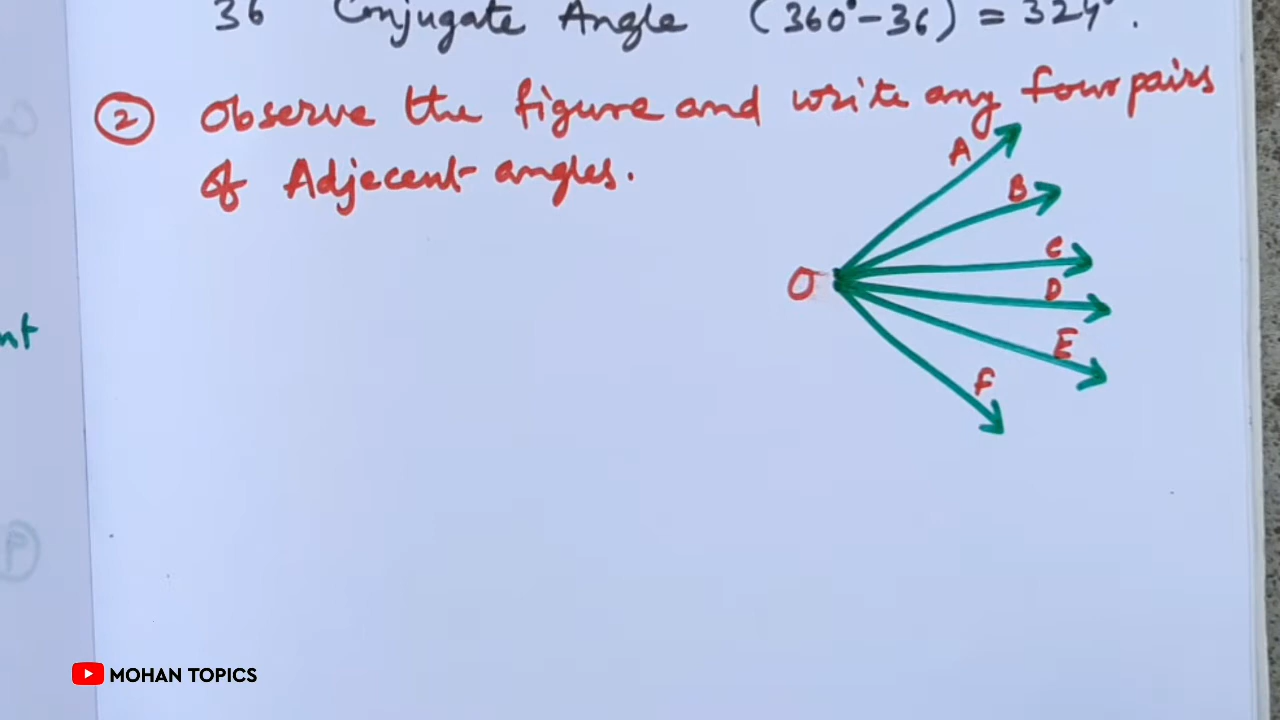 36 Conjugate Angle (360°-36) = 324°.
② Observe the figure and write any four pairs
of Adjecent angles.
A
B
C
O
D
E
F
nt
MOHAN TOPICS